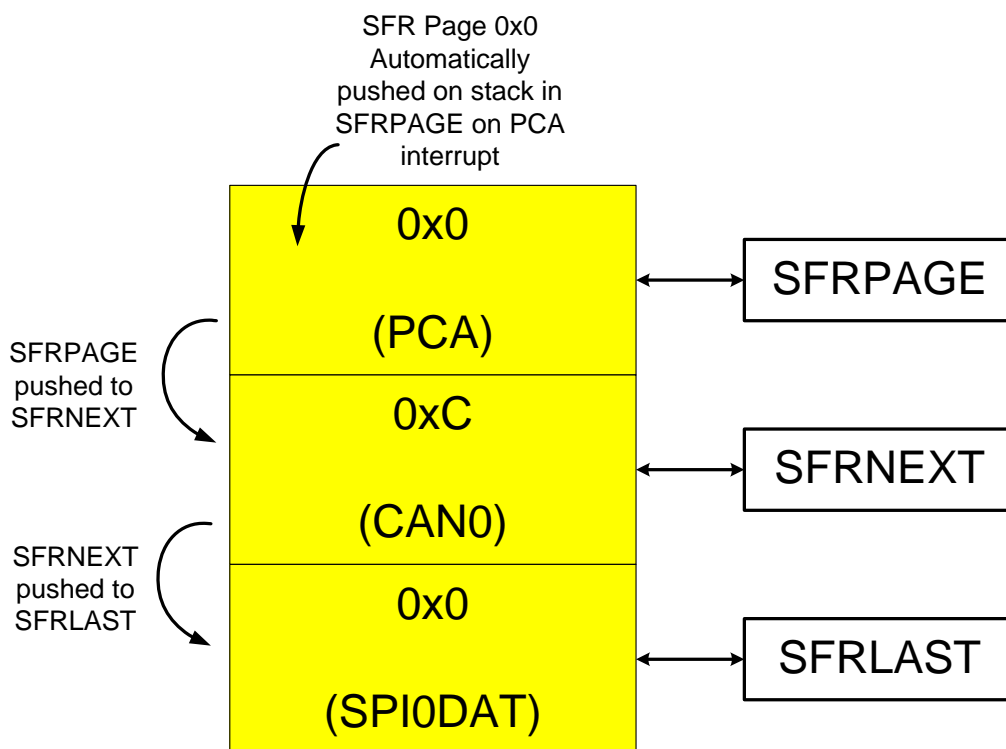 SFR Page 0x0
Automatically
pushed on stack in
SFRPAGE on PCA
interrupt
0x0
(PCA)
SFRPAGE
SFRPAGE
pushed to
SFRNEXT
0xC
(CAN0)
SFRNEXT
SFRNEXT
pushed to
SFRLAST
0x0
(SPI0DAT)
SFRLAST